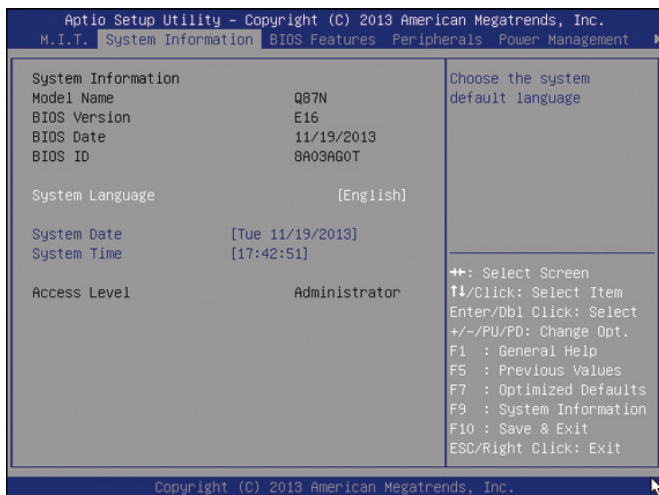 Aptio Setup Utility – Copyright (C) 2013 American Megatrends, Inc.
M.I.T. System Information BIOS Features Peripherals Power Management
System Information
Model Name Q87N
BIOS Version E16
BIOS Date 11/19/2013
BIOS ID 8A03AG0T
System Language [English]
System Date [Tue 11/19/2013]
System Time [17:42:51]
Access Level Administrator
Choose the system
default language
→←: Select Screen
↑↓/Click: Select Item
Enter/Dbl Click: Select
+/-/PU/PD: Change Opt.
F1 : General Help
F5 : Previous Values
F7 : Optimized Defaults
F9 : System Information
F10 : Save & Exit
ESC/Right Click: Exit
Copyright (C) 2013 American Megatrends, Inc.